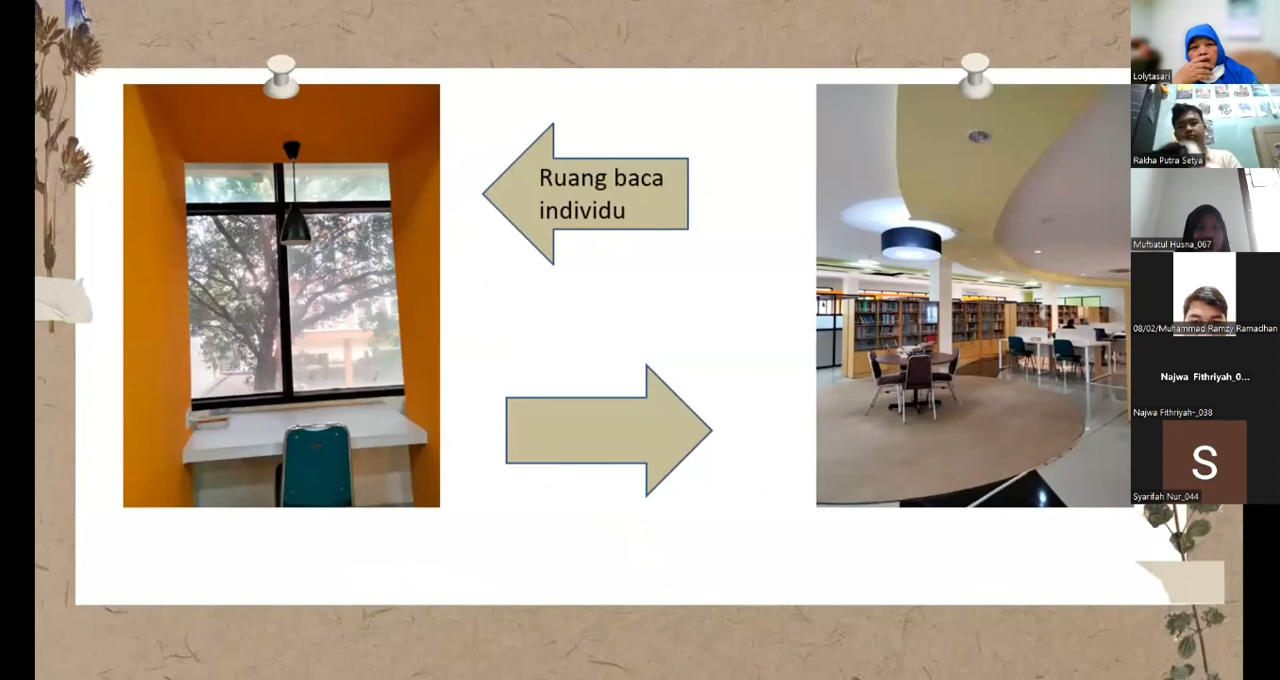 Ruang baca
individu
Lolytasari
Rakha Putra Setya
Muftiatul Husna_067
08/02/Muhammad Ramzy Ramadhan
Najwa Fithriyah_0...
Najwa Fithriyah-_038
S
Syarifah Nur_044